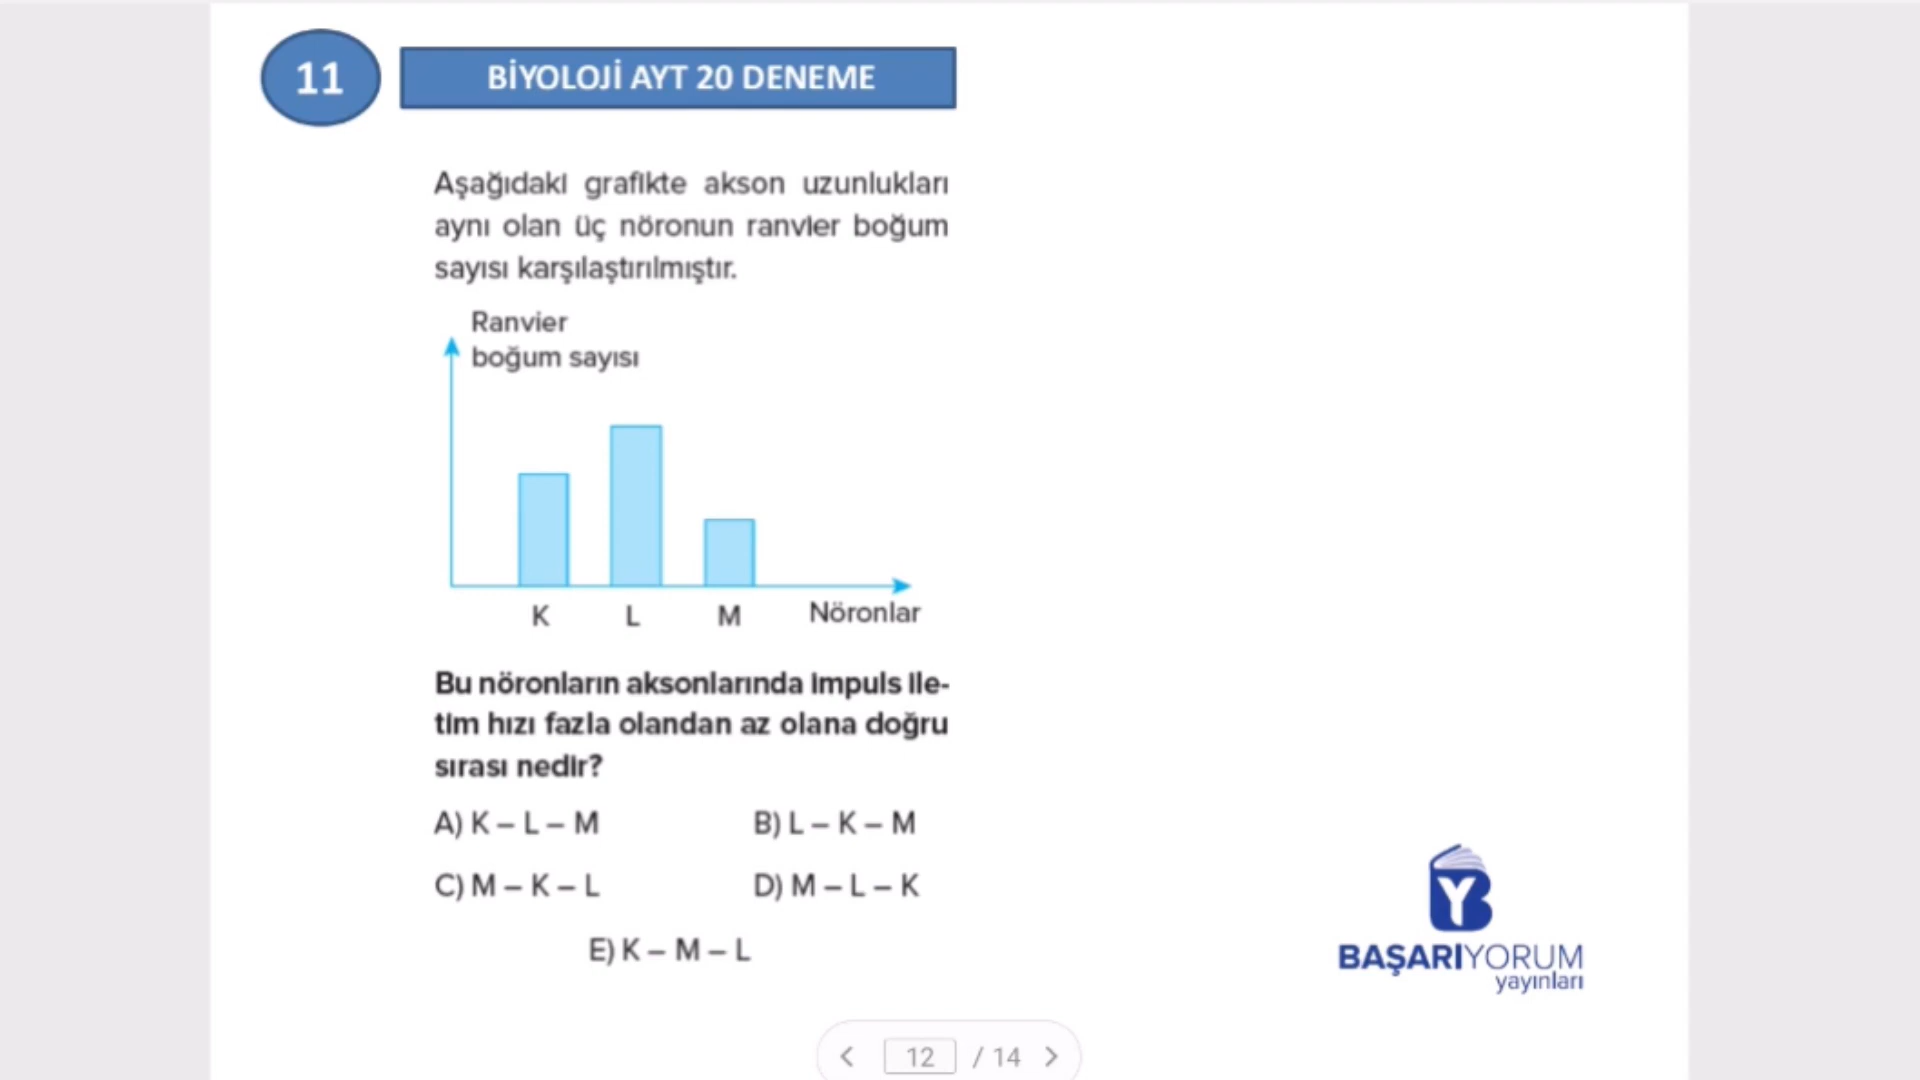 11
BİYOLOJİ AYT 20 DENEME
Aşağıdaki grafikte akson uzunlukları
aynı olan üç nöronun ranvier boğum
sayısı karşılaştırılmıştır.
Ranvier
boğum sayısı
K L M Nöronlar
Bu nöronların aksonlarında impuls ile-
tim hızı fazla olandan az olana doğru
sırası nedir?
A) K – L – M B) L – K – M
C) M – K – L D) M – L – K
E) K – M – L
BAŞARIYORUM
yayınları
12 / 14